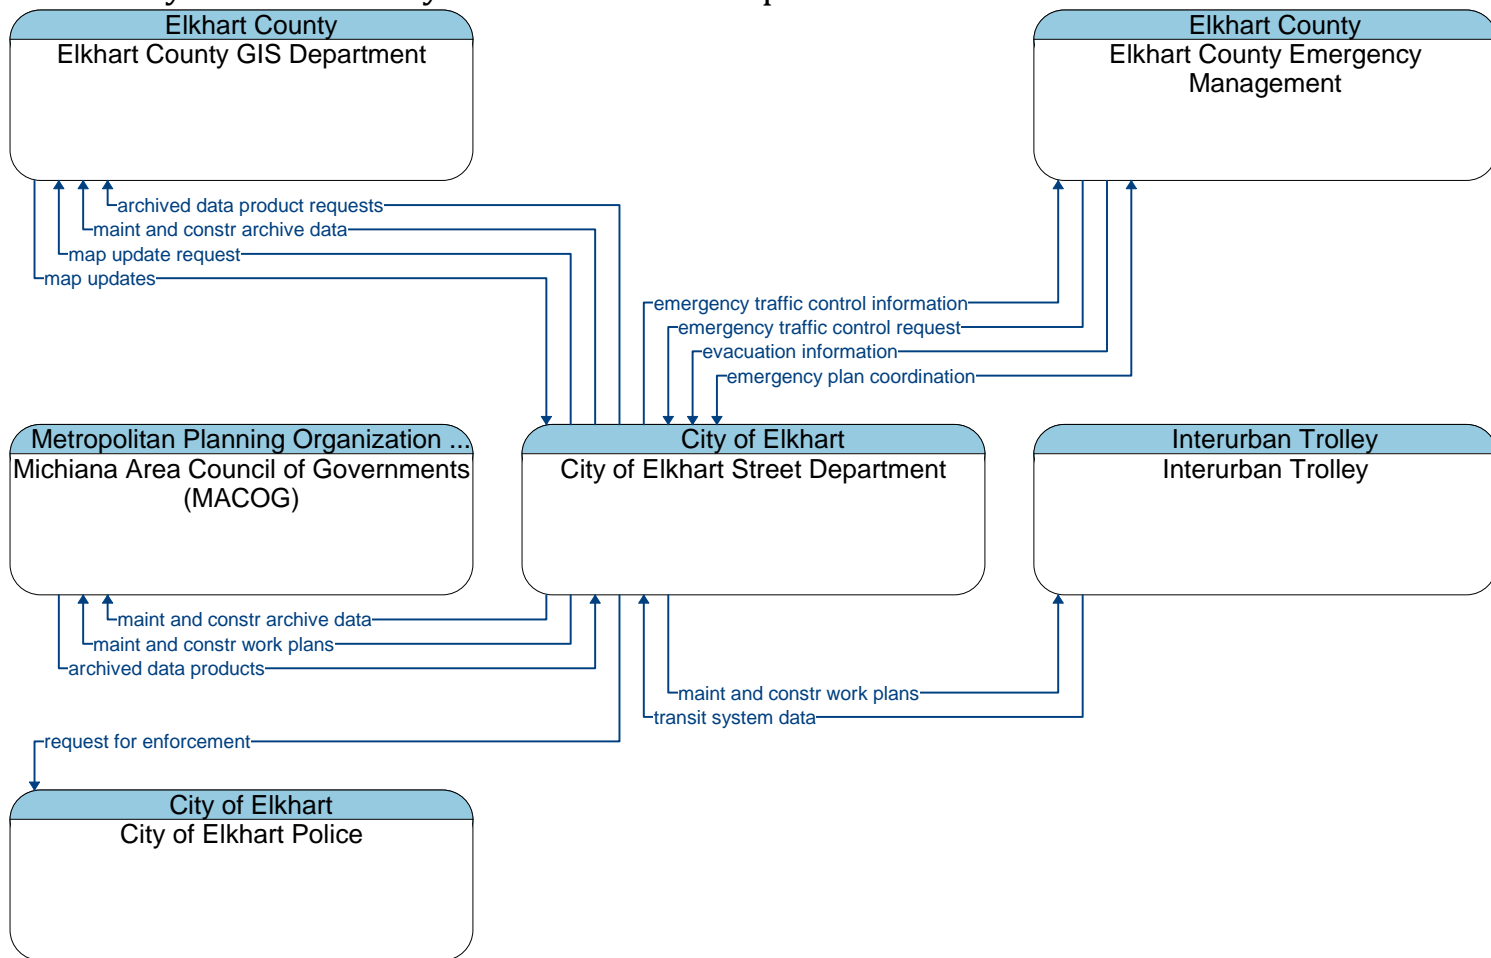 Elkhart County
Elkhart County GIS Department
Elkhart County
Elkhart County Emergency
Management
archived data product requests
maint and constr archive data
map update request
map updates
emergency traffic control information
emergency traffic control request
evacuation information
emergency plan coordination
Metropolitan Planning Organization ...
Michiana Area Council of Governments
(MACOG)
City of Elkhart
City of Elkhart Street Department
Interurban Trolley
Interurban Trolley
maint and constr archive data
maint and constr work plans
archived data products
maint and constr work plans
transit system data
request for enforcement
City of Elkhart
City of Elkhart Police